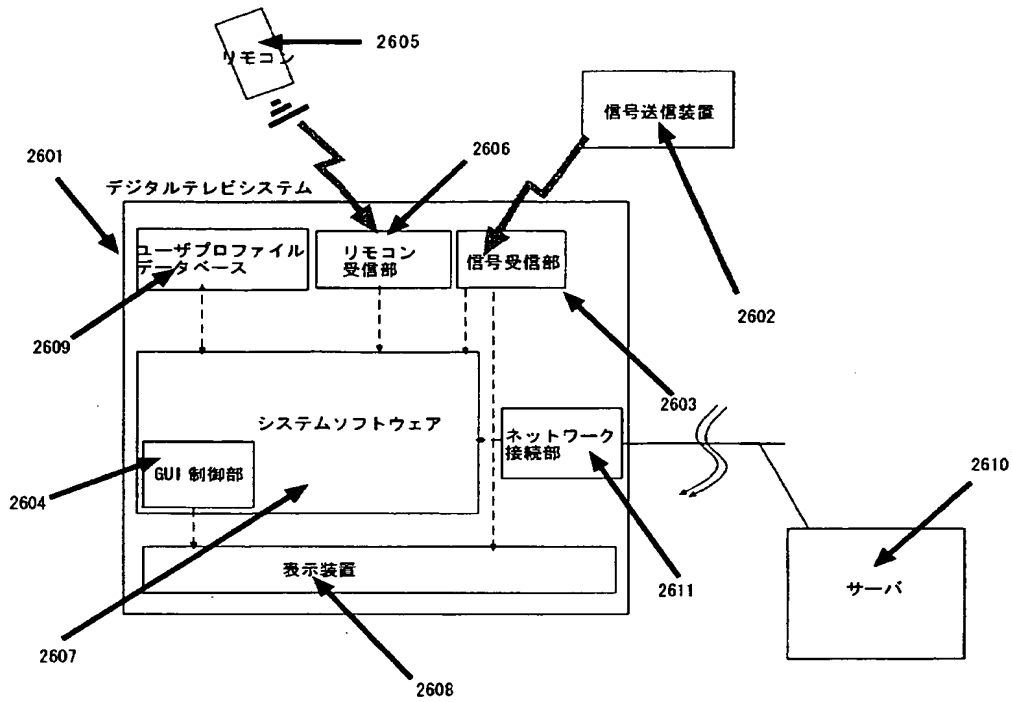 リモコン
2605
信号送信装置
2601
2606
デジタルテレビシステム
ユーザプロファイル
データベース
リモコン
受信部
信号受信部
2602
2609
2603
システムソフトウェア
ネットワーク
接続部
GUI 制御部
2604
2610
表示装置
2611
サーバ
2607
2608